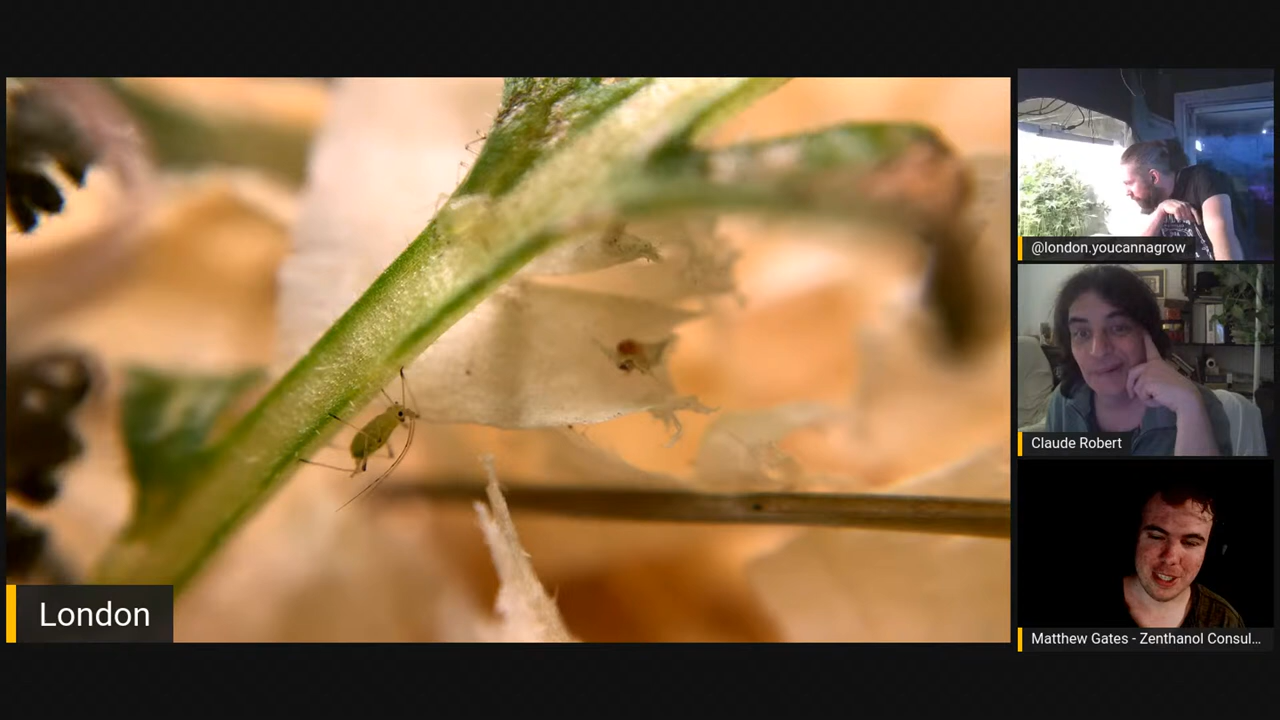 London
@london.youcannagrow
Claude Robert
Matthew Gates - Zenthanol Consul...